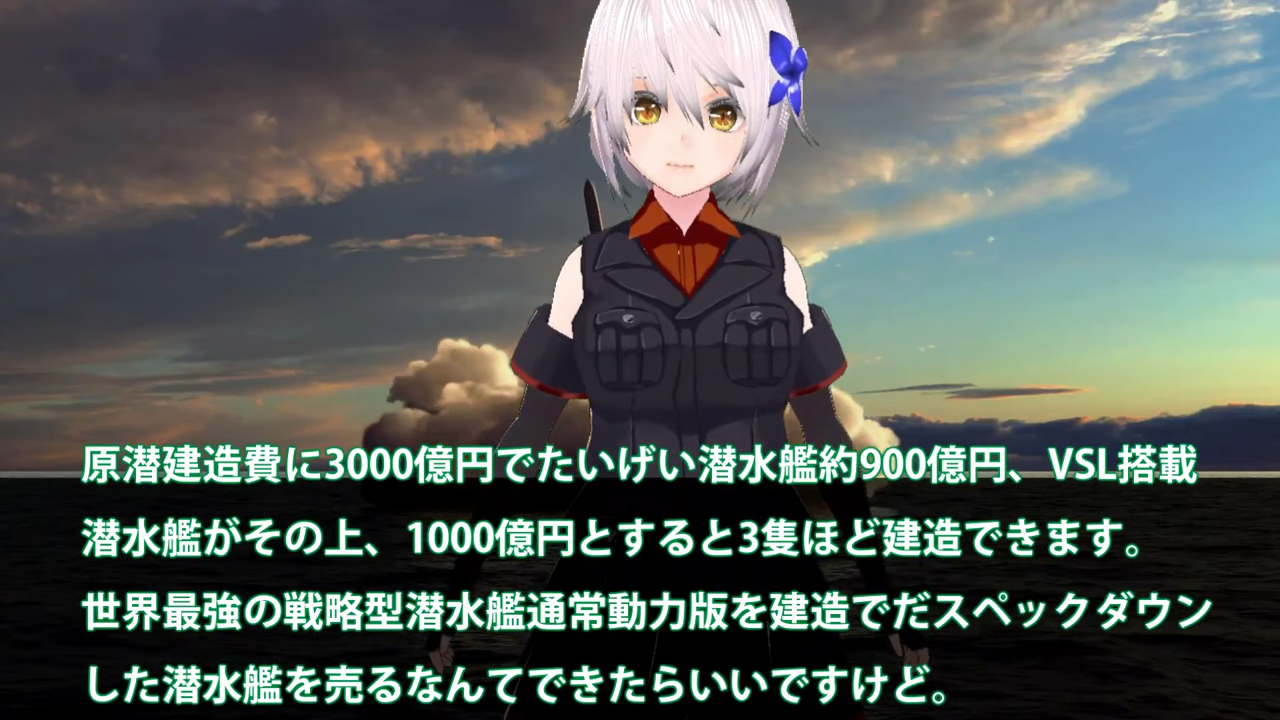 原潜建造費に3000億円でたいげい潜水艦約900億円、VSL搭載
潜水艦がその上、1000億円とすると3隻ほど建造できます。
世界最強の戦略型潜水艦通常動力版を建造でだスペックダウン
した潜水艦を売るなんてできたらいいですけど。